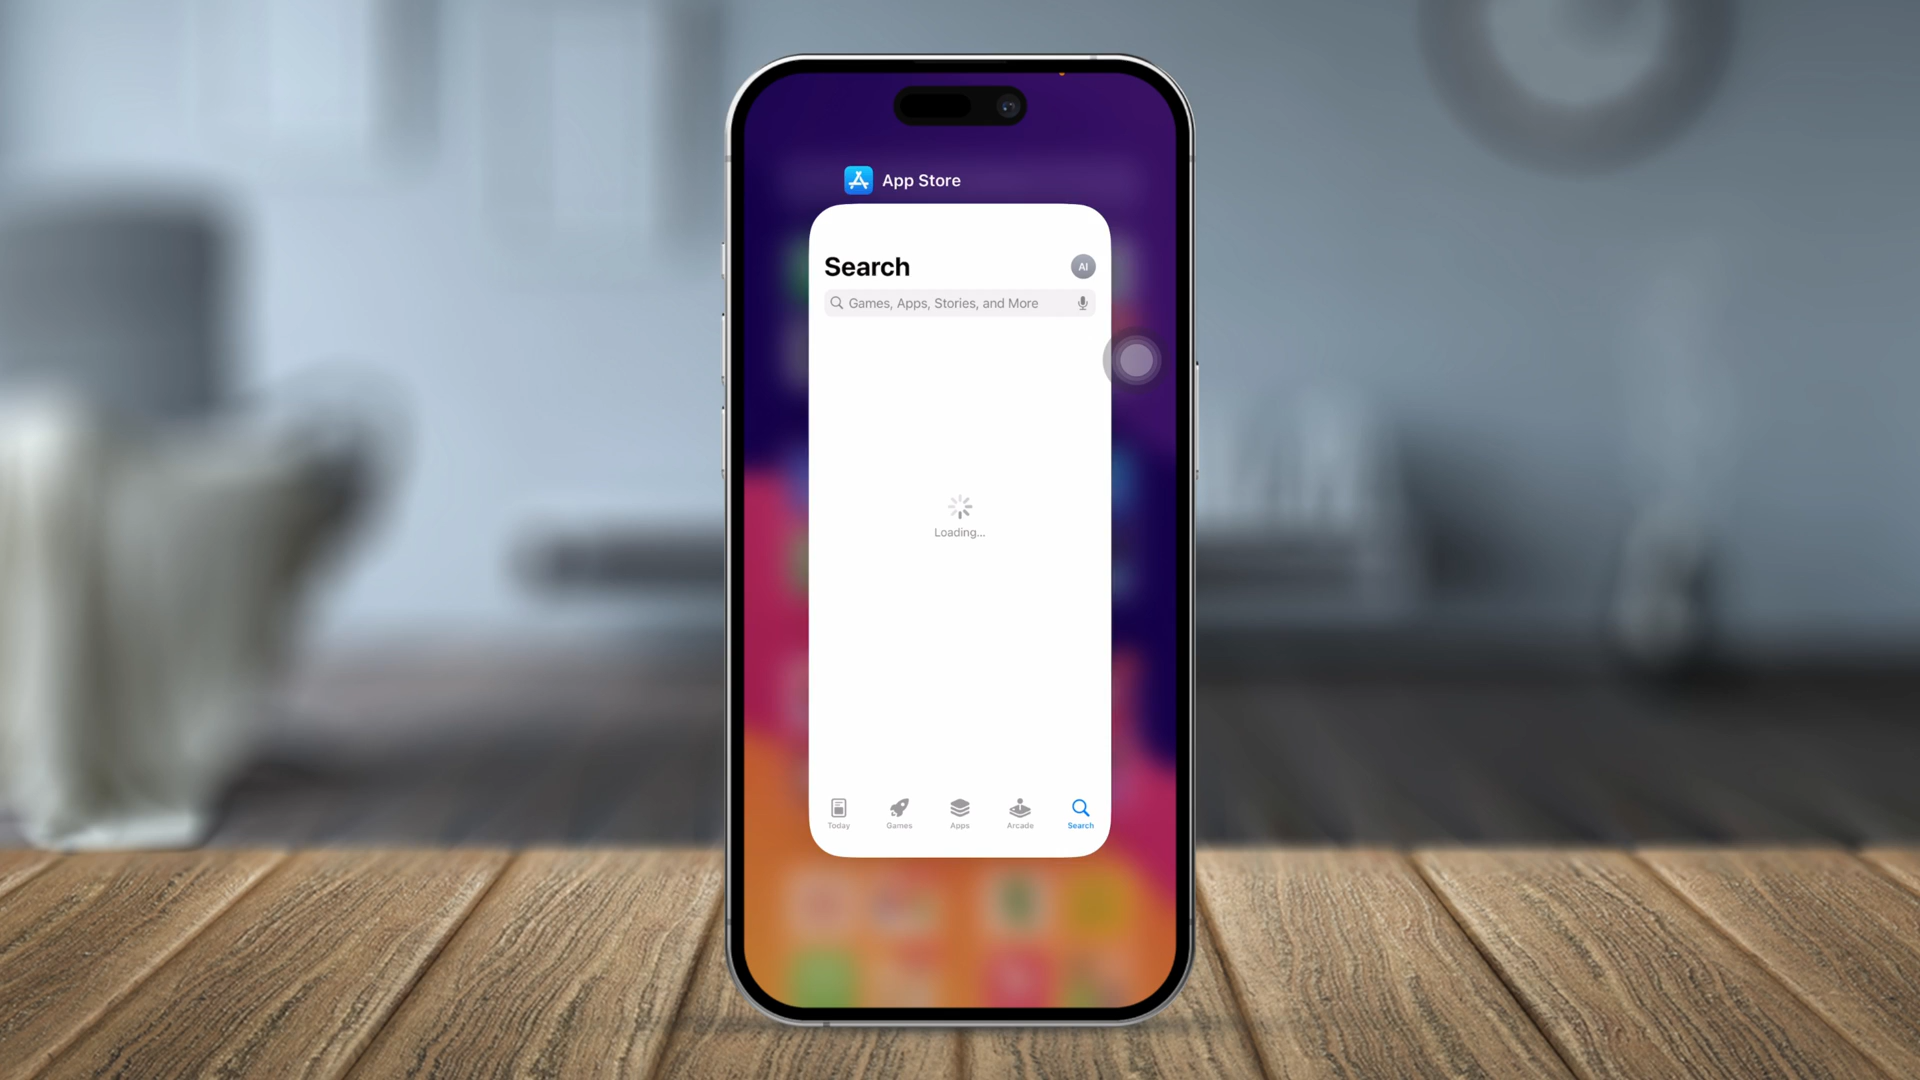 App Store
Search
AI
Games, Apps, Stories, and More
Loading...
Today
Games
Apps
Arcade
Search